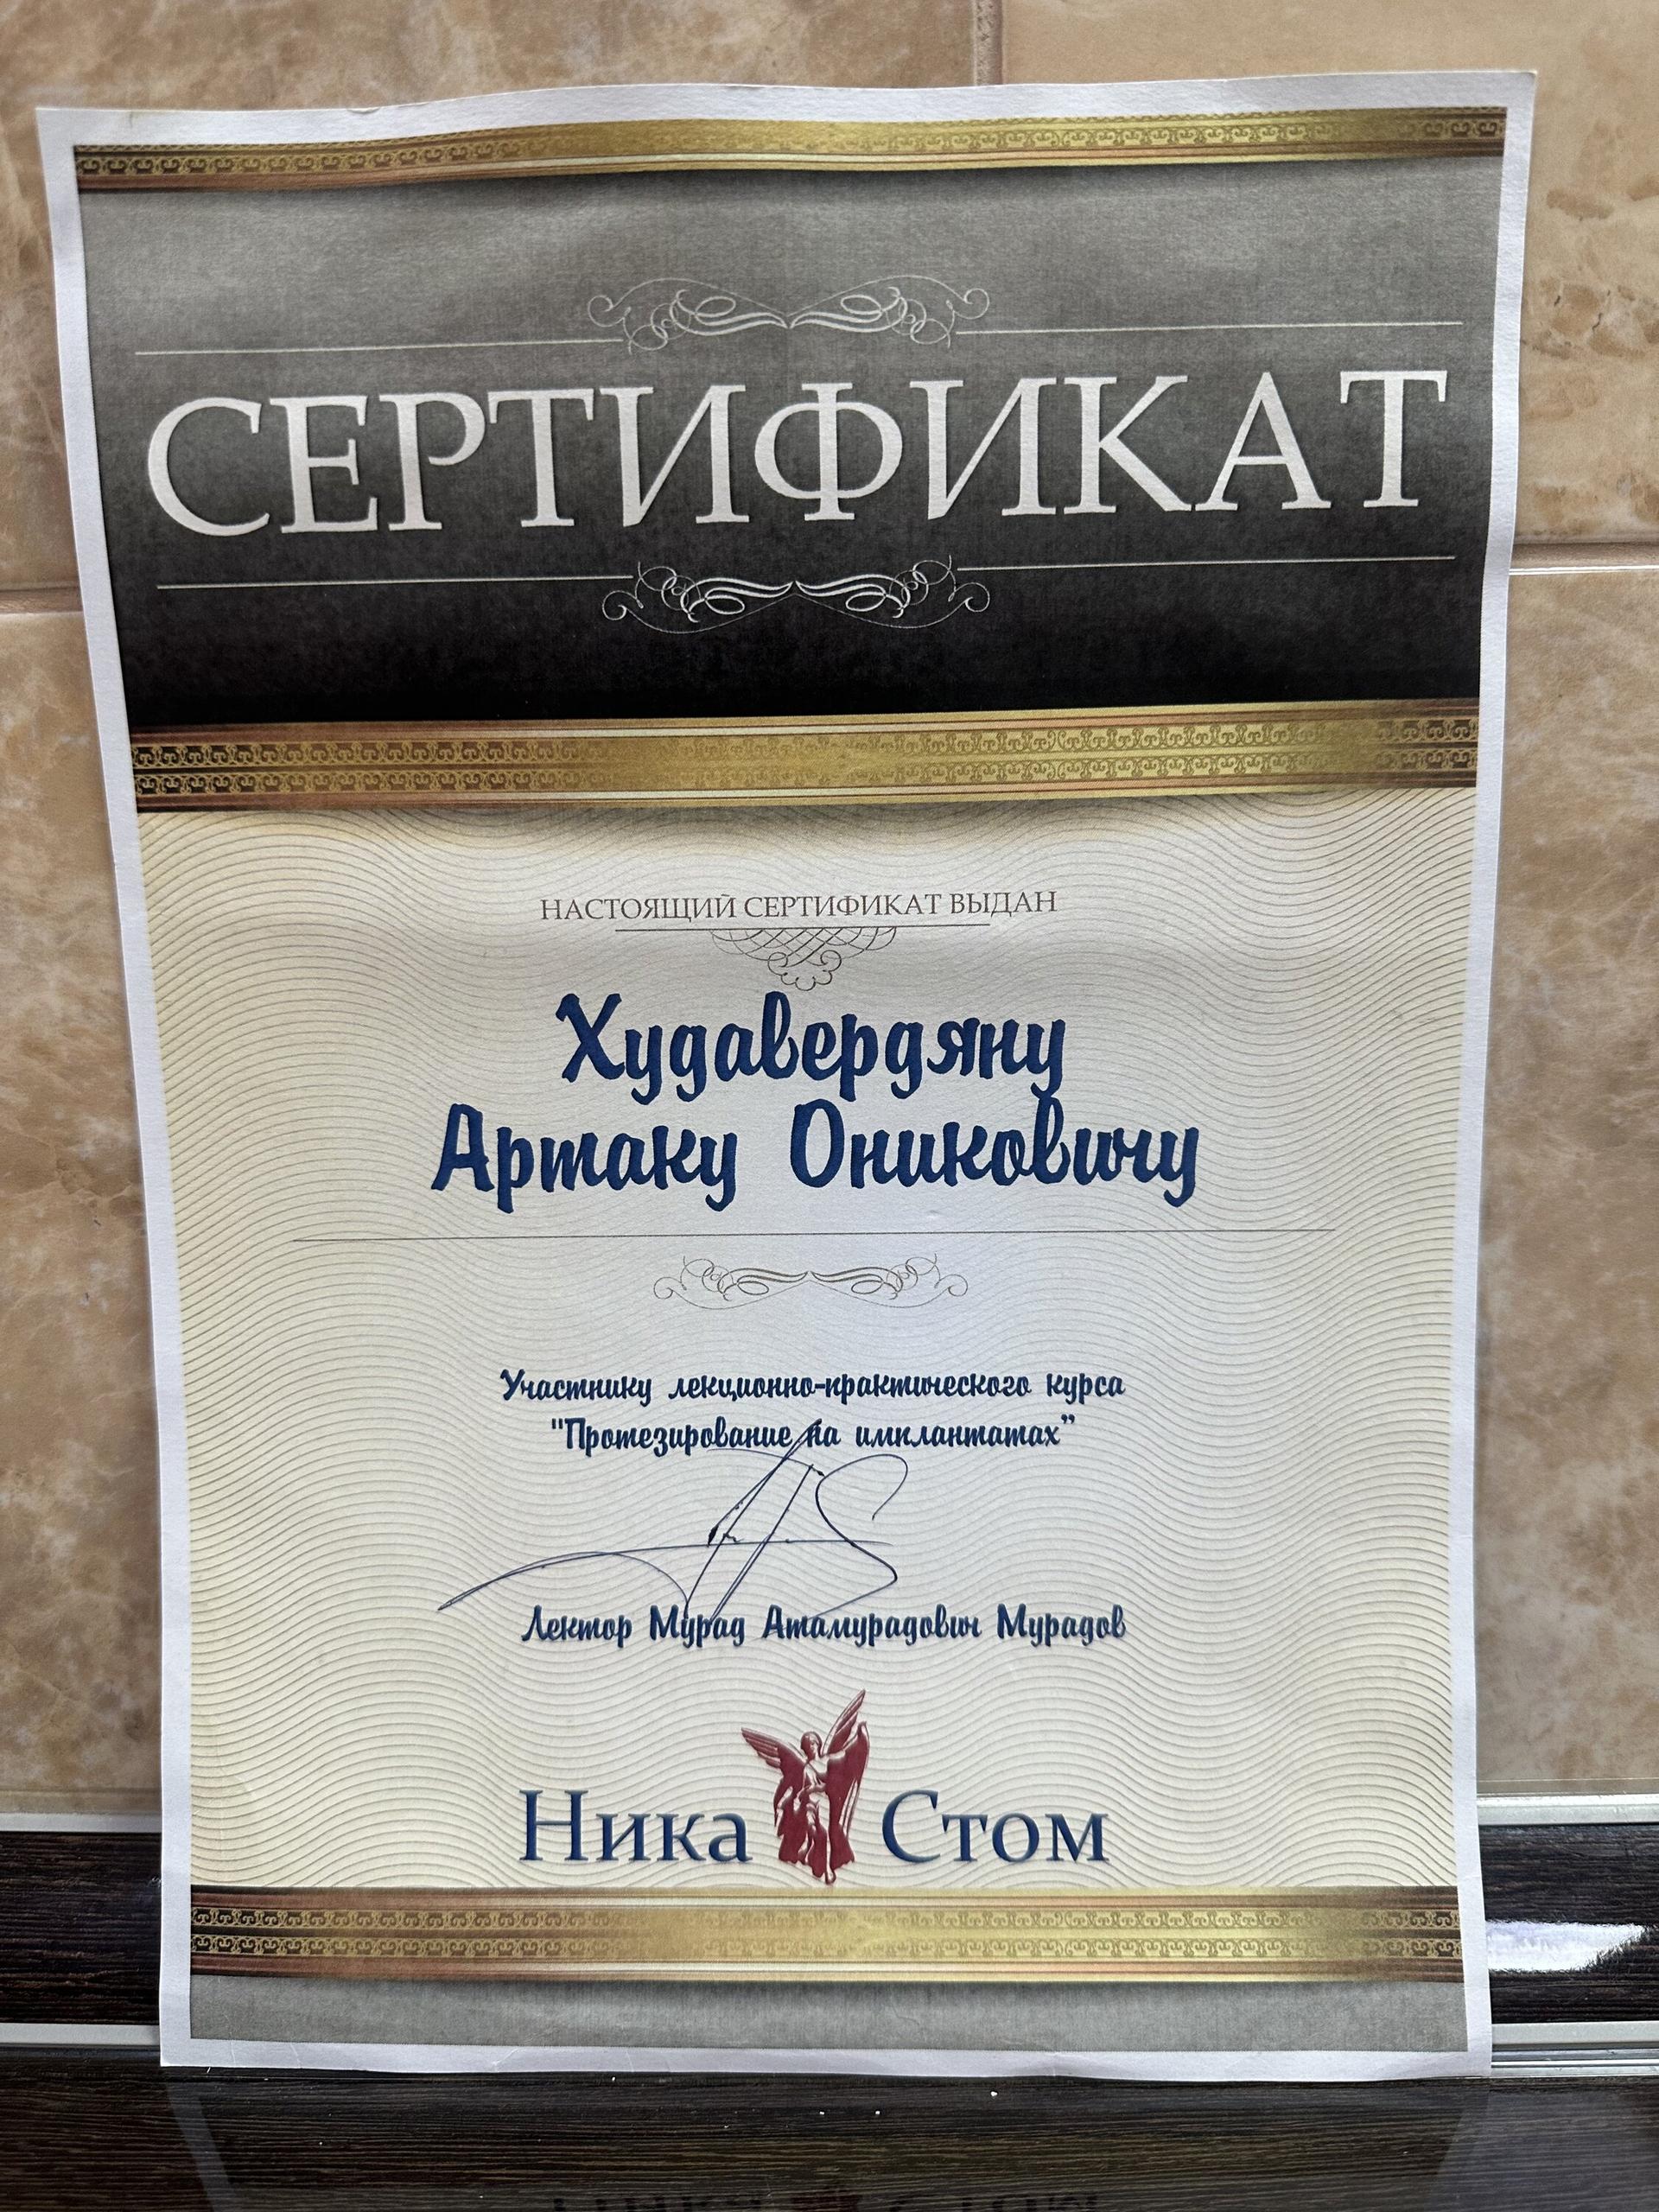 СЕРТИФИКАТ
НАСТОЯЩИЙ СЕРТИФИКАТ ВЫДАН
Худавердяну
Артаку Ониковичу
Участнику лекционно-практического курса
"Протезирование на имплантатах"
Лектор Мурад Атамурадович Мурадов
Ника Стом